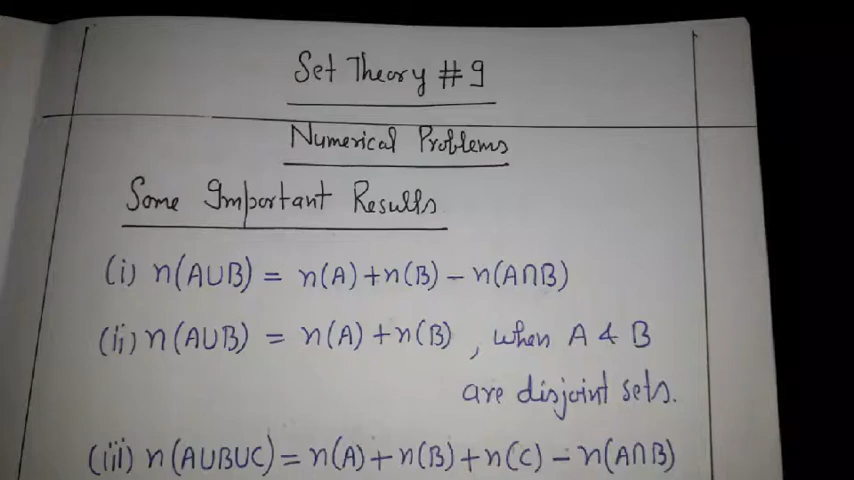 Set Theory #9
Numerical Problems
Some Important Results
(i) n(A∪B) = n(A)+n(B) – n(A∩B)
(ii) n(A∪B) = n(A) +n(B) , when A & B
are disjoint sets.
(iii) n(A∪B∪C) = n(A)+n(B)+n(C) – n(A∩B)